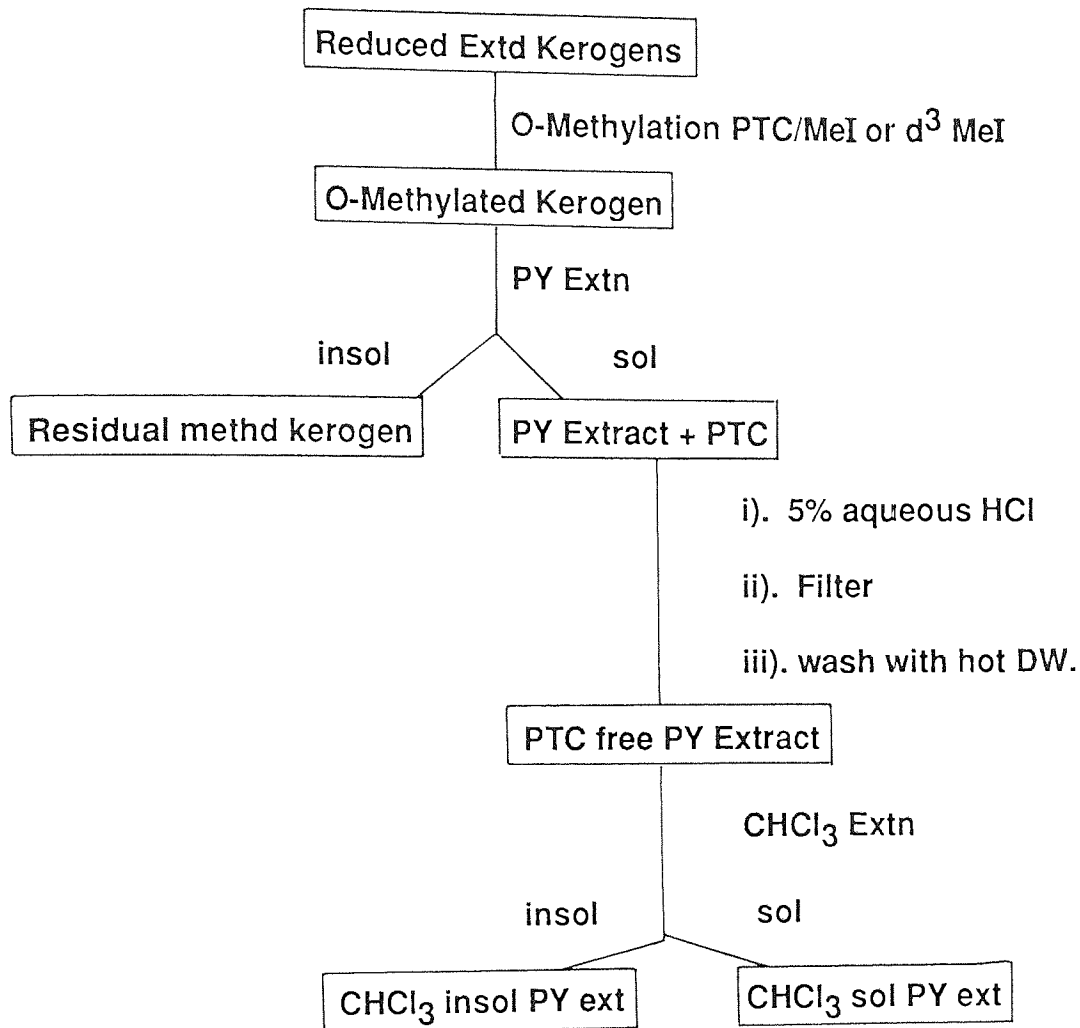 Reduced Extd Kerogens
O-Methylation PTC/MeI or d³ MeI
O-Methylated Kerogen
PY Extn
insol
sol
Residual methd kerogen
PY Extract + PTC
i). 5% aqueous HCl
ii). Filter
iii). wash with hot DW.
PTC free PY Extract
CHCl₃ Extn
insol
sol
CHCl₃ insol PY ext
CHCl₃ sol PY ext